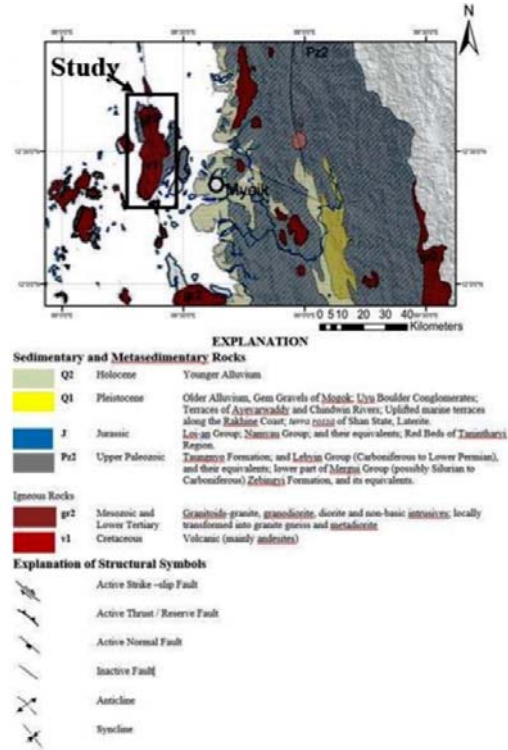 N
Study
Pz2
6
Myeik
0 5 10 20 30 40
Kilometers
EXPLANATION
Sedimentary and Metasedimentary Rocks
Q2 Holocene Younger Alluvium
Q1 Pleistocene Older Alluvium, Gem Gravels of Mogok; Uyu Boulder Conglomerates;
Terraces of Ayeyarwaddy and Chindwin Rivers; Uplifted marine terraces
along the Rakhine Coast; terra rossa of Shan State, Laterite.
J Jurassic Loi-an Group; Namyau Group; and their equivalents; Red Beds of Tanintharyi
Region.
Pz2 Upper Paleozoic Taungnyo Formation; and Lebyin Group (Carboniferous to Lower Permian),
and their equivalents; lower part of Mergui Group (possibly Silurian to
Carboniferous) Zebingyi Formation, and its equivalents.
Igneous Rocks
gr2 Mesozoic and Granitoids-granite, granodiorite, diorite and non-basic intrusives; locally
Lower Tertiary transformed into granite gneiss and metadiorite
v1 Cretaceous Volcanic (mainly andesites)
Explanation of Structural Symbols
Active Strike –slip Fault
Active Thrust / Reserve Fault
Active Normal Fault
Inactive Fault
Anticline
Syncline